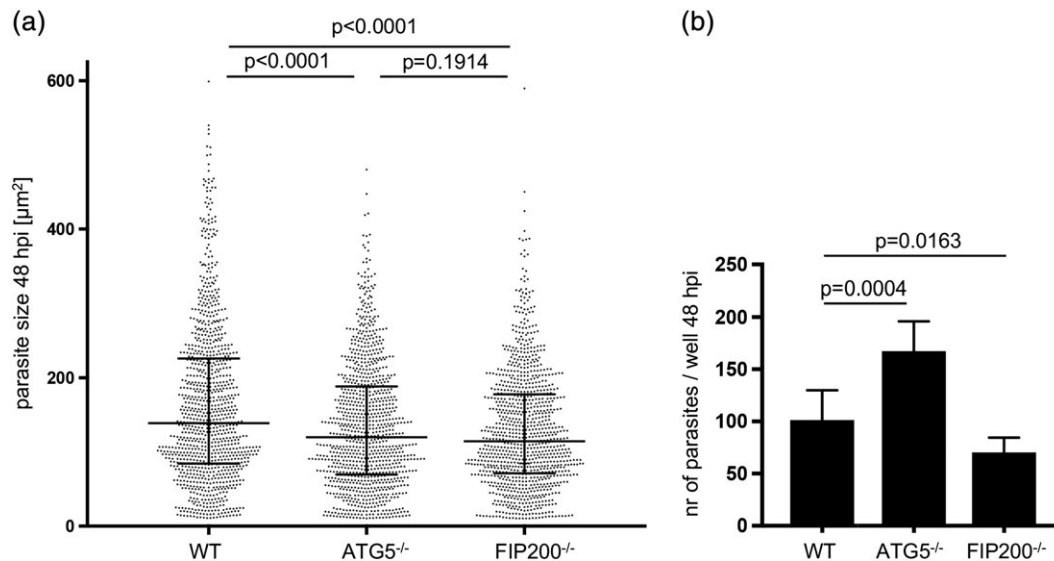 (a)
p<0.0001
p<0.0001 p=0.1914
parasite size 48 hpi [µm²]
600
400
200
0
WT ATG5⁻/⁻ FIP200⁻/⁻
(b)
p=0.0163
p=0.0004
nr of parasites / well 48 hpi
250
200
150
100
50
0
WT ATG5⁻/⁻ FIP200⁻/⁻